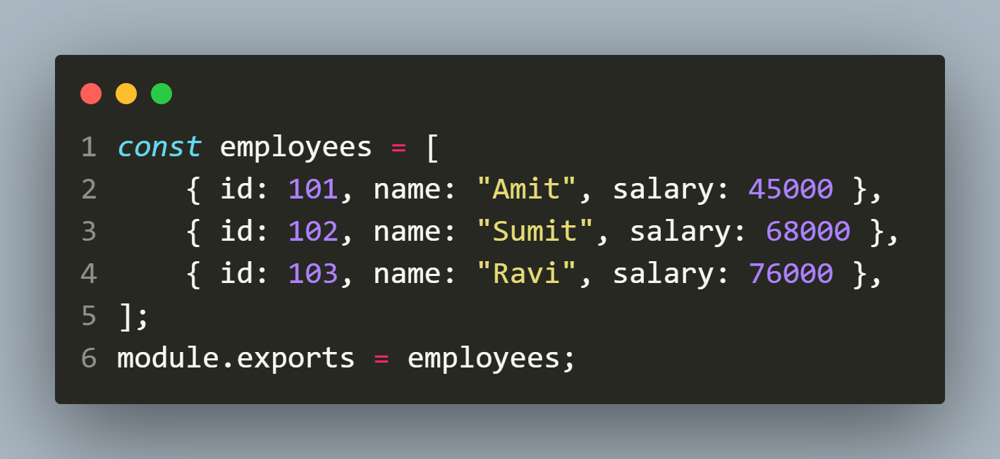 1 const employees = [
2     { id: 101, name: "Amit", salary: 45000 },
3     { id: 102, name: "Sumit", salary: 68000 },
4     { id: 103, name: "Ravi", salary: 76000 },
5 ];
6 module.exports = employees;